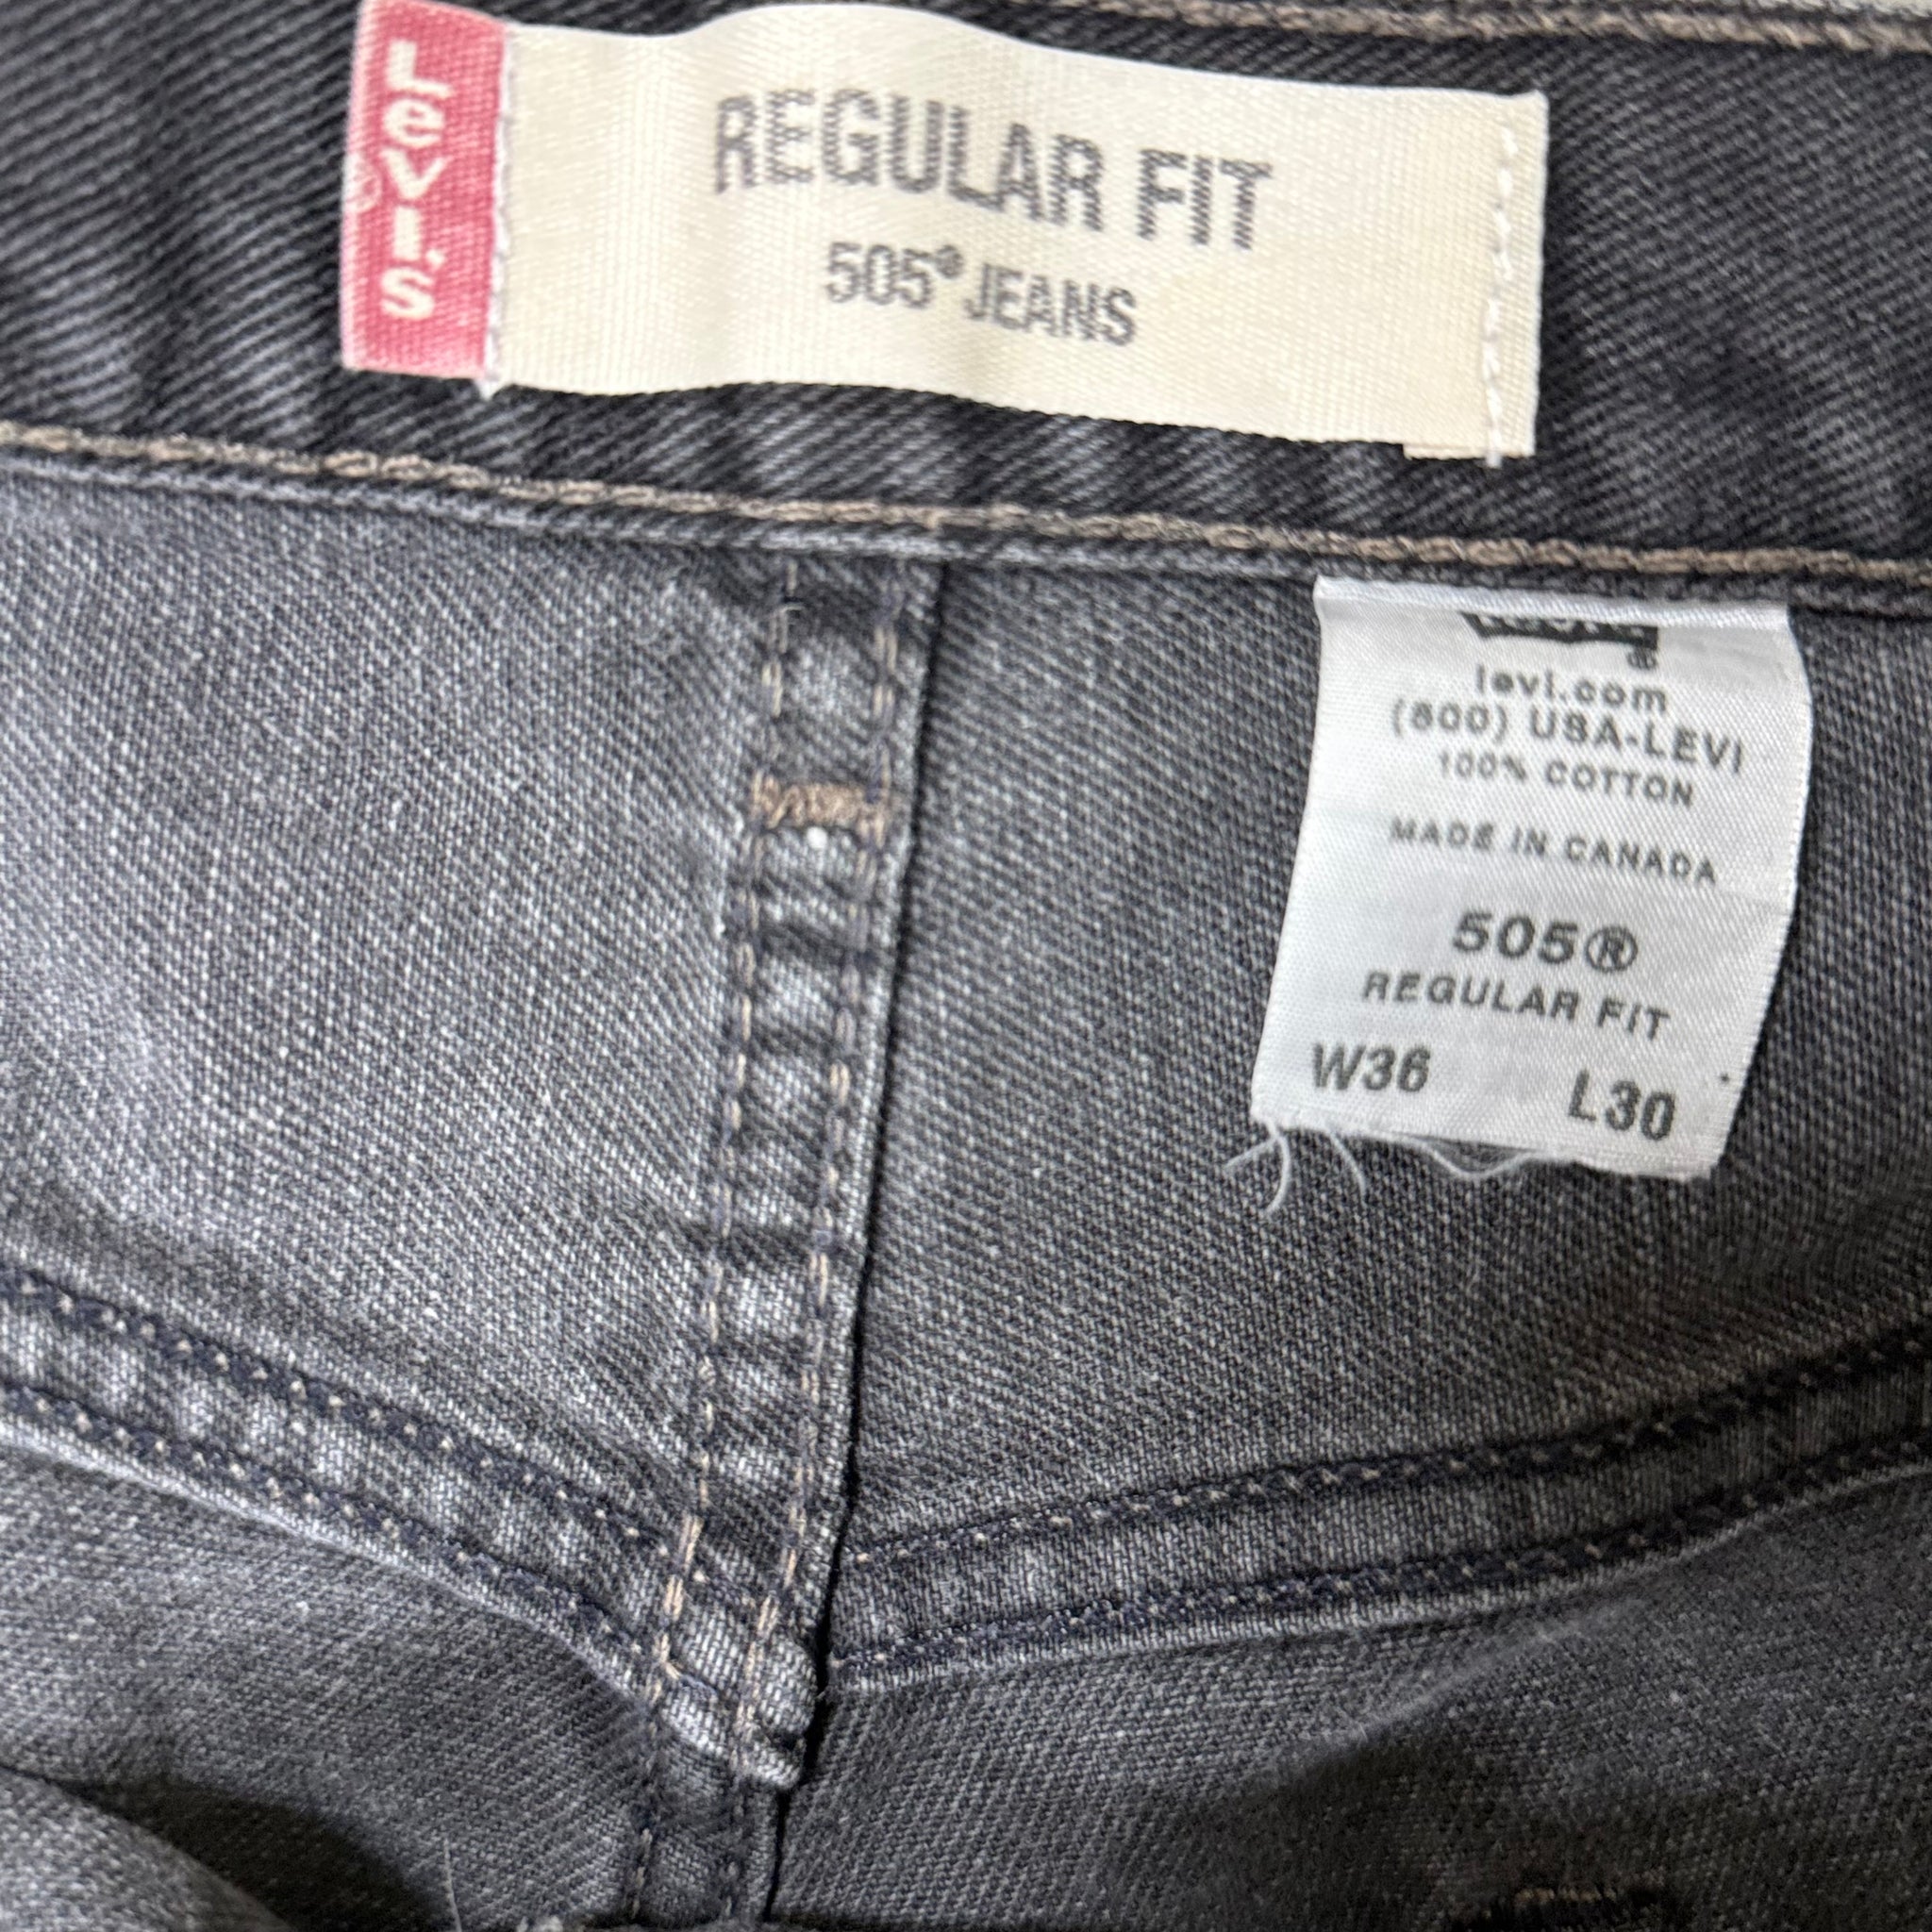 Levi's
REGULAR FIT
505® JEANS
®
levi.com
(800) USA-LEVI
100% COTTON
MADE IN CANADA
505®
REGULAR FIT
W36 L30